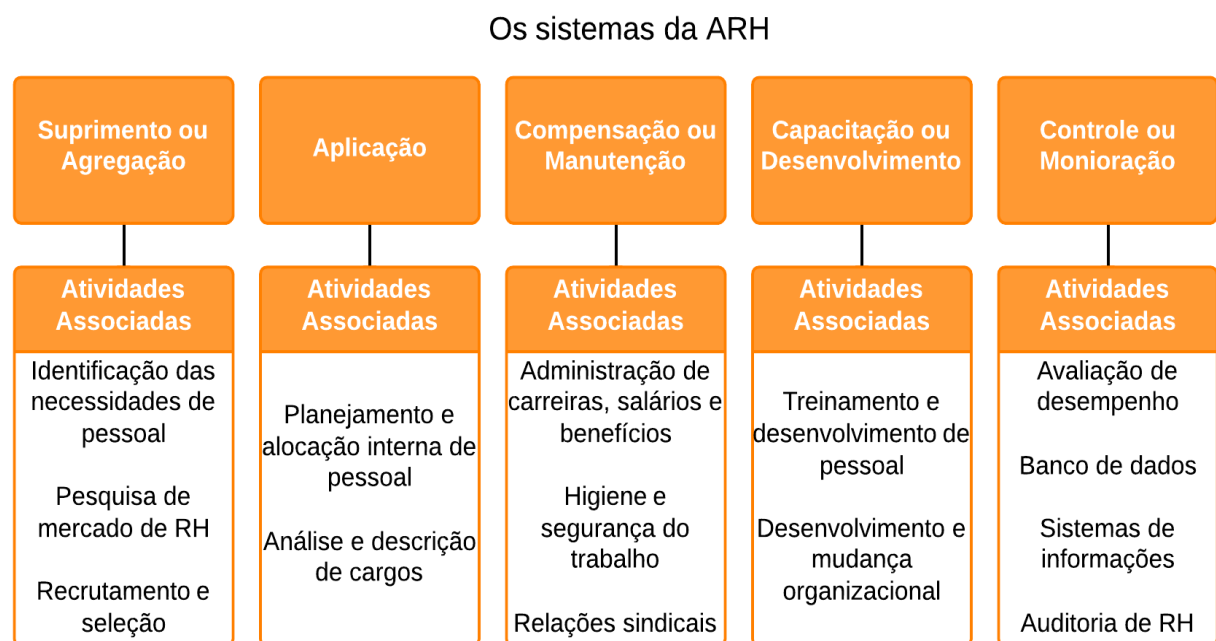 Os sistemas da ARH
Suprimento ou
Agregação
Aplicação
Compensação ou
Manutenção
Capacitação ou
Desenvolvimento
Controle ou
Monioração
Atividades
Associadas
Identificação das
necessidades de
pessoal
Pesquisa de
mercado de RH
Recrutamento e
seleção
Atividades
Associadas
Planejamento e
alocação interna de
pessoal
Análise e descrição
de cargos
Atividades
Associadas
Administração de
carreiras, salários e
benefícios
Higiene e
segurança do
trabalho
Relações sindicais
Atividades
Associadas
Treinamento e
desenvolvimento de
pessoal
Desenvolvimento e
mudança
organizacional
Atividades
Associadas
Avaliação de
desempenho
Banco de dados
Sistemas de
informações
Auditoria de RH